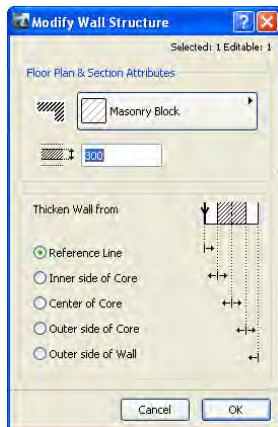 Modify Wall Structure
Selected: 1 Editable: 1
Floor Plan & Section Attributes
Masonry Block
300
Thicken Wall from
Reference Line
Inner side of Core
Center of Core
Outer side of Core
Outer side of Wall
Cancel OK